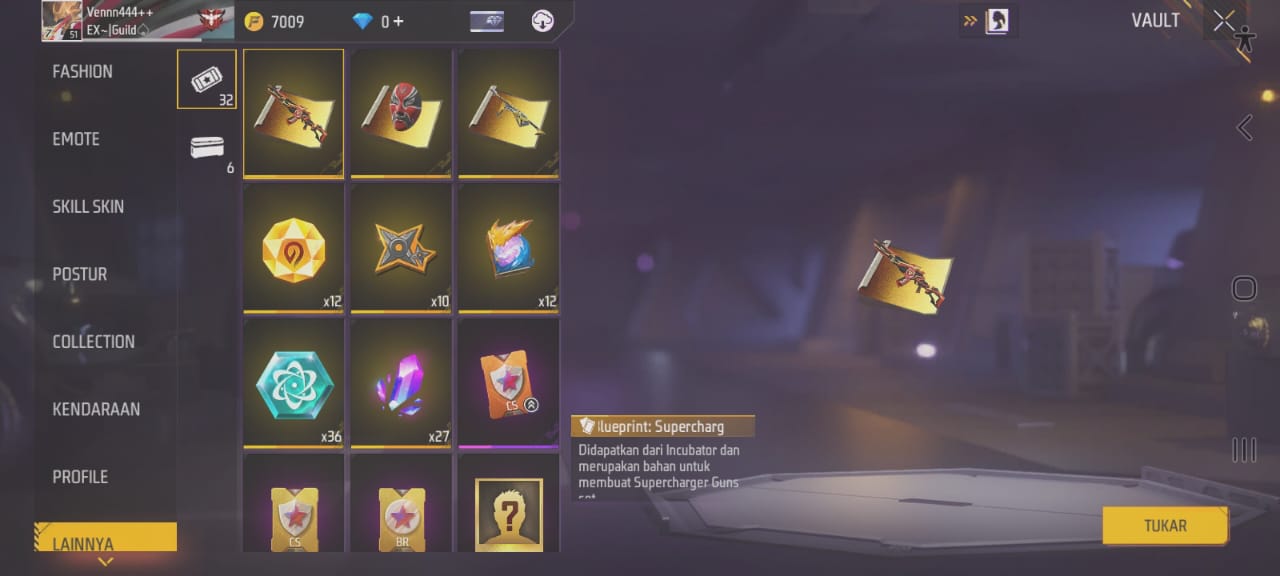 Vennn444++
EX~|Guild♤
51
7009
0+
VAULT
FASHION
EMOTE
SKILL SKIN
POSTUR
COLLECTION
KENDARAAN
PROFILE
LAINNYA
32
6
x12
x10
x12
x36
x27
CS
CS
BR
?
lueprint: Supercharg
Didapatkan dari Incubator dan
merupakan bahan untuk
membuat Supercharger Guns
TUKAR